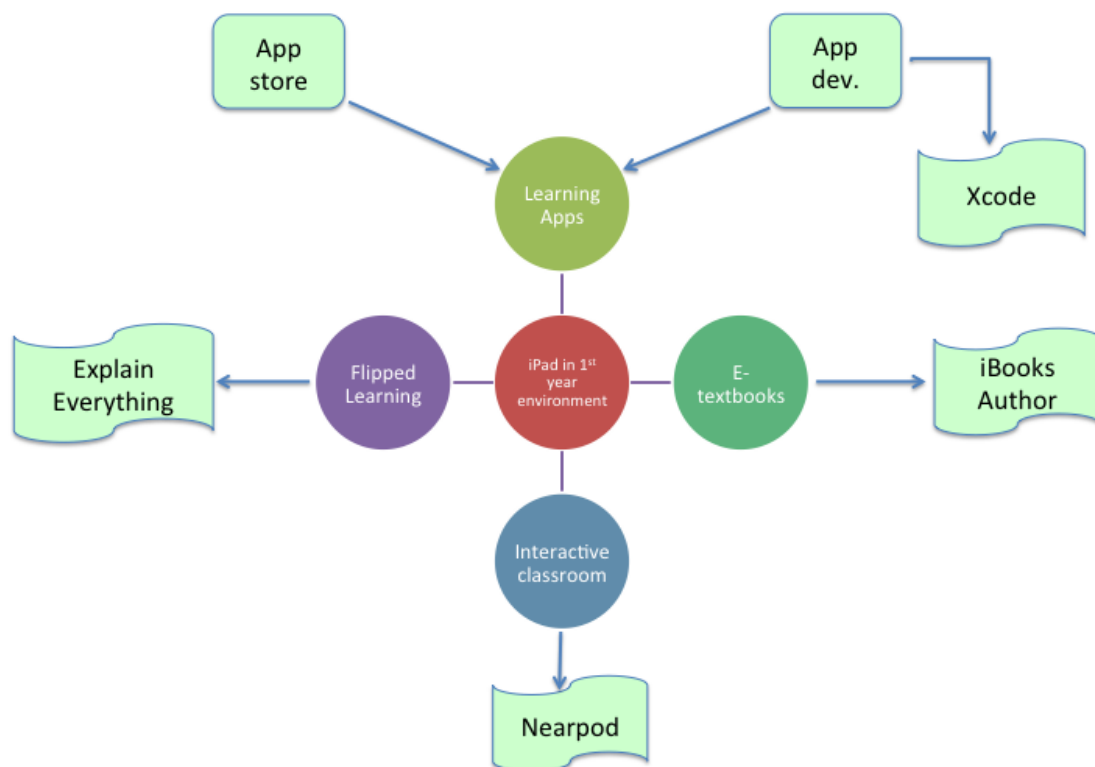 App
store
App
dev.
Learning
Apps
Xcode
Explain
Everything
Flipped
Learning
iPad in 1st
year
environment
E-
textbooks
iBooks
Author
Interactive
classroom
Nearpod